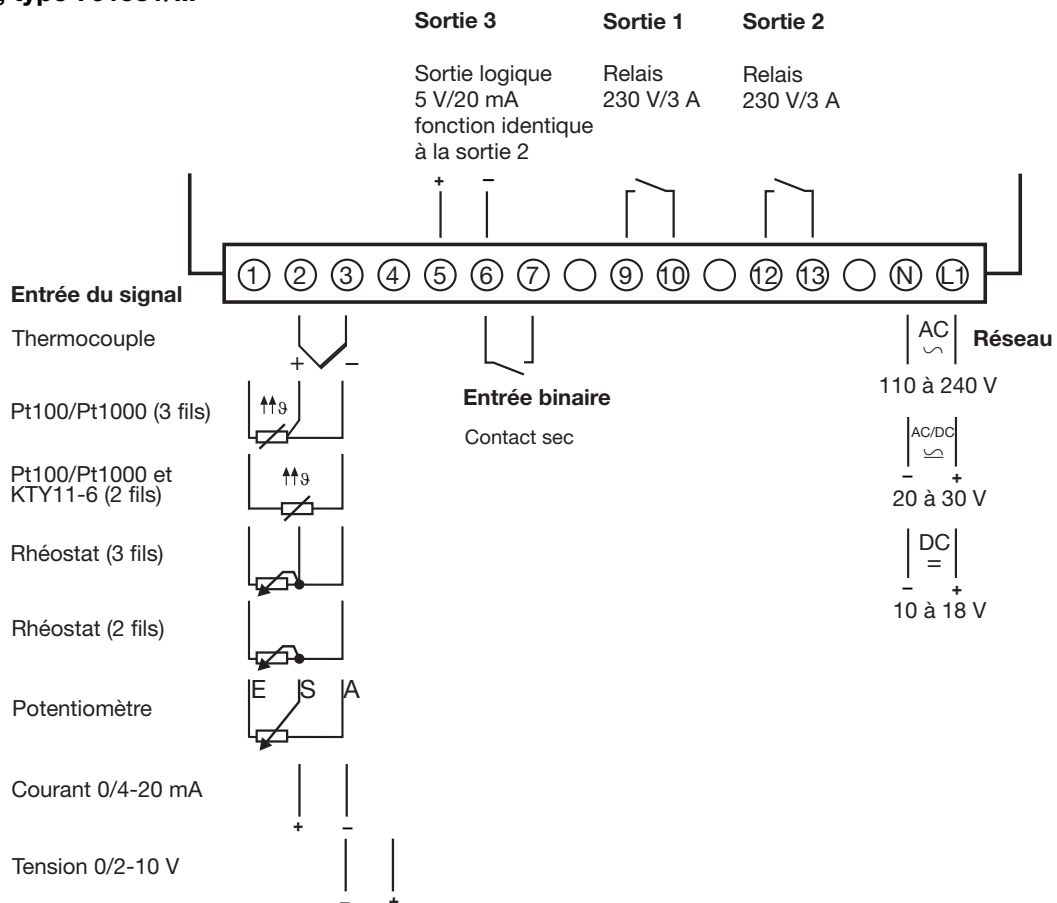 Sortie 3 Sortie 1 Sortie 2
Sortie logique
5 V/20 mA
fonction identique
à la sortie 2
Relais
230 V/3 A
Relais
230 V/3 A
+ −
1 2 3 4 5 6 7 9 10 12 13 N L1
Entrée du signal
Thermocouple
+ −
Entrée binaire
Contact sec
AC
Réseau
110 à 240 V
AC/DC
− +
20 à 30 V
DC
=
− +
10 à 18 V
Pt100/Pt1000 (3 fils)
ϑ
Pt100/Pt1000 et
KTY11-6 (2 fils)
ϑ
Rhéostat (3 fils)
Rhéostat (2 fils)
Potentiomètre
E S A
Courant 0/4-20 mA
+ −
Tension 0/2-10 V
− +